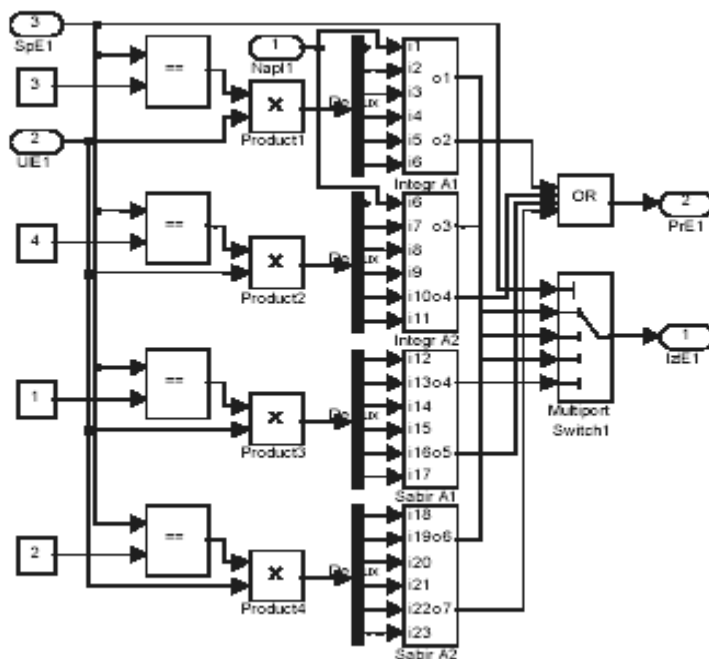 3
SpE1
3
==
1
Napl1
×
Product1
2
UlE1
i1
i2
i3
i4
i5
i6
o1
o2
Integr A1
4
==
×
Product2
i6
i7
i8
i9
i10
i11
o3
o4
Integr A2
OR
2
PrE1
1
IzlE1
Multiport
Switch1
1
==
×
Product3
i12
i13
i14
i15
i16
i17
o4
o5
Sabir A1
2
==
×
Product4
i18
i19
i20
i21
i22
i23
o6
o7
Sabir A2